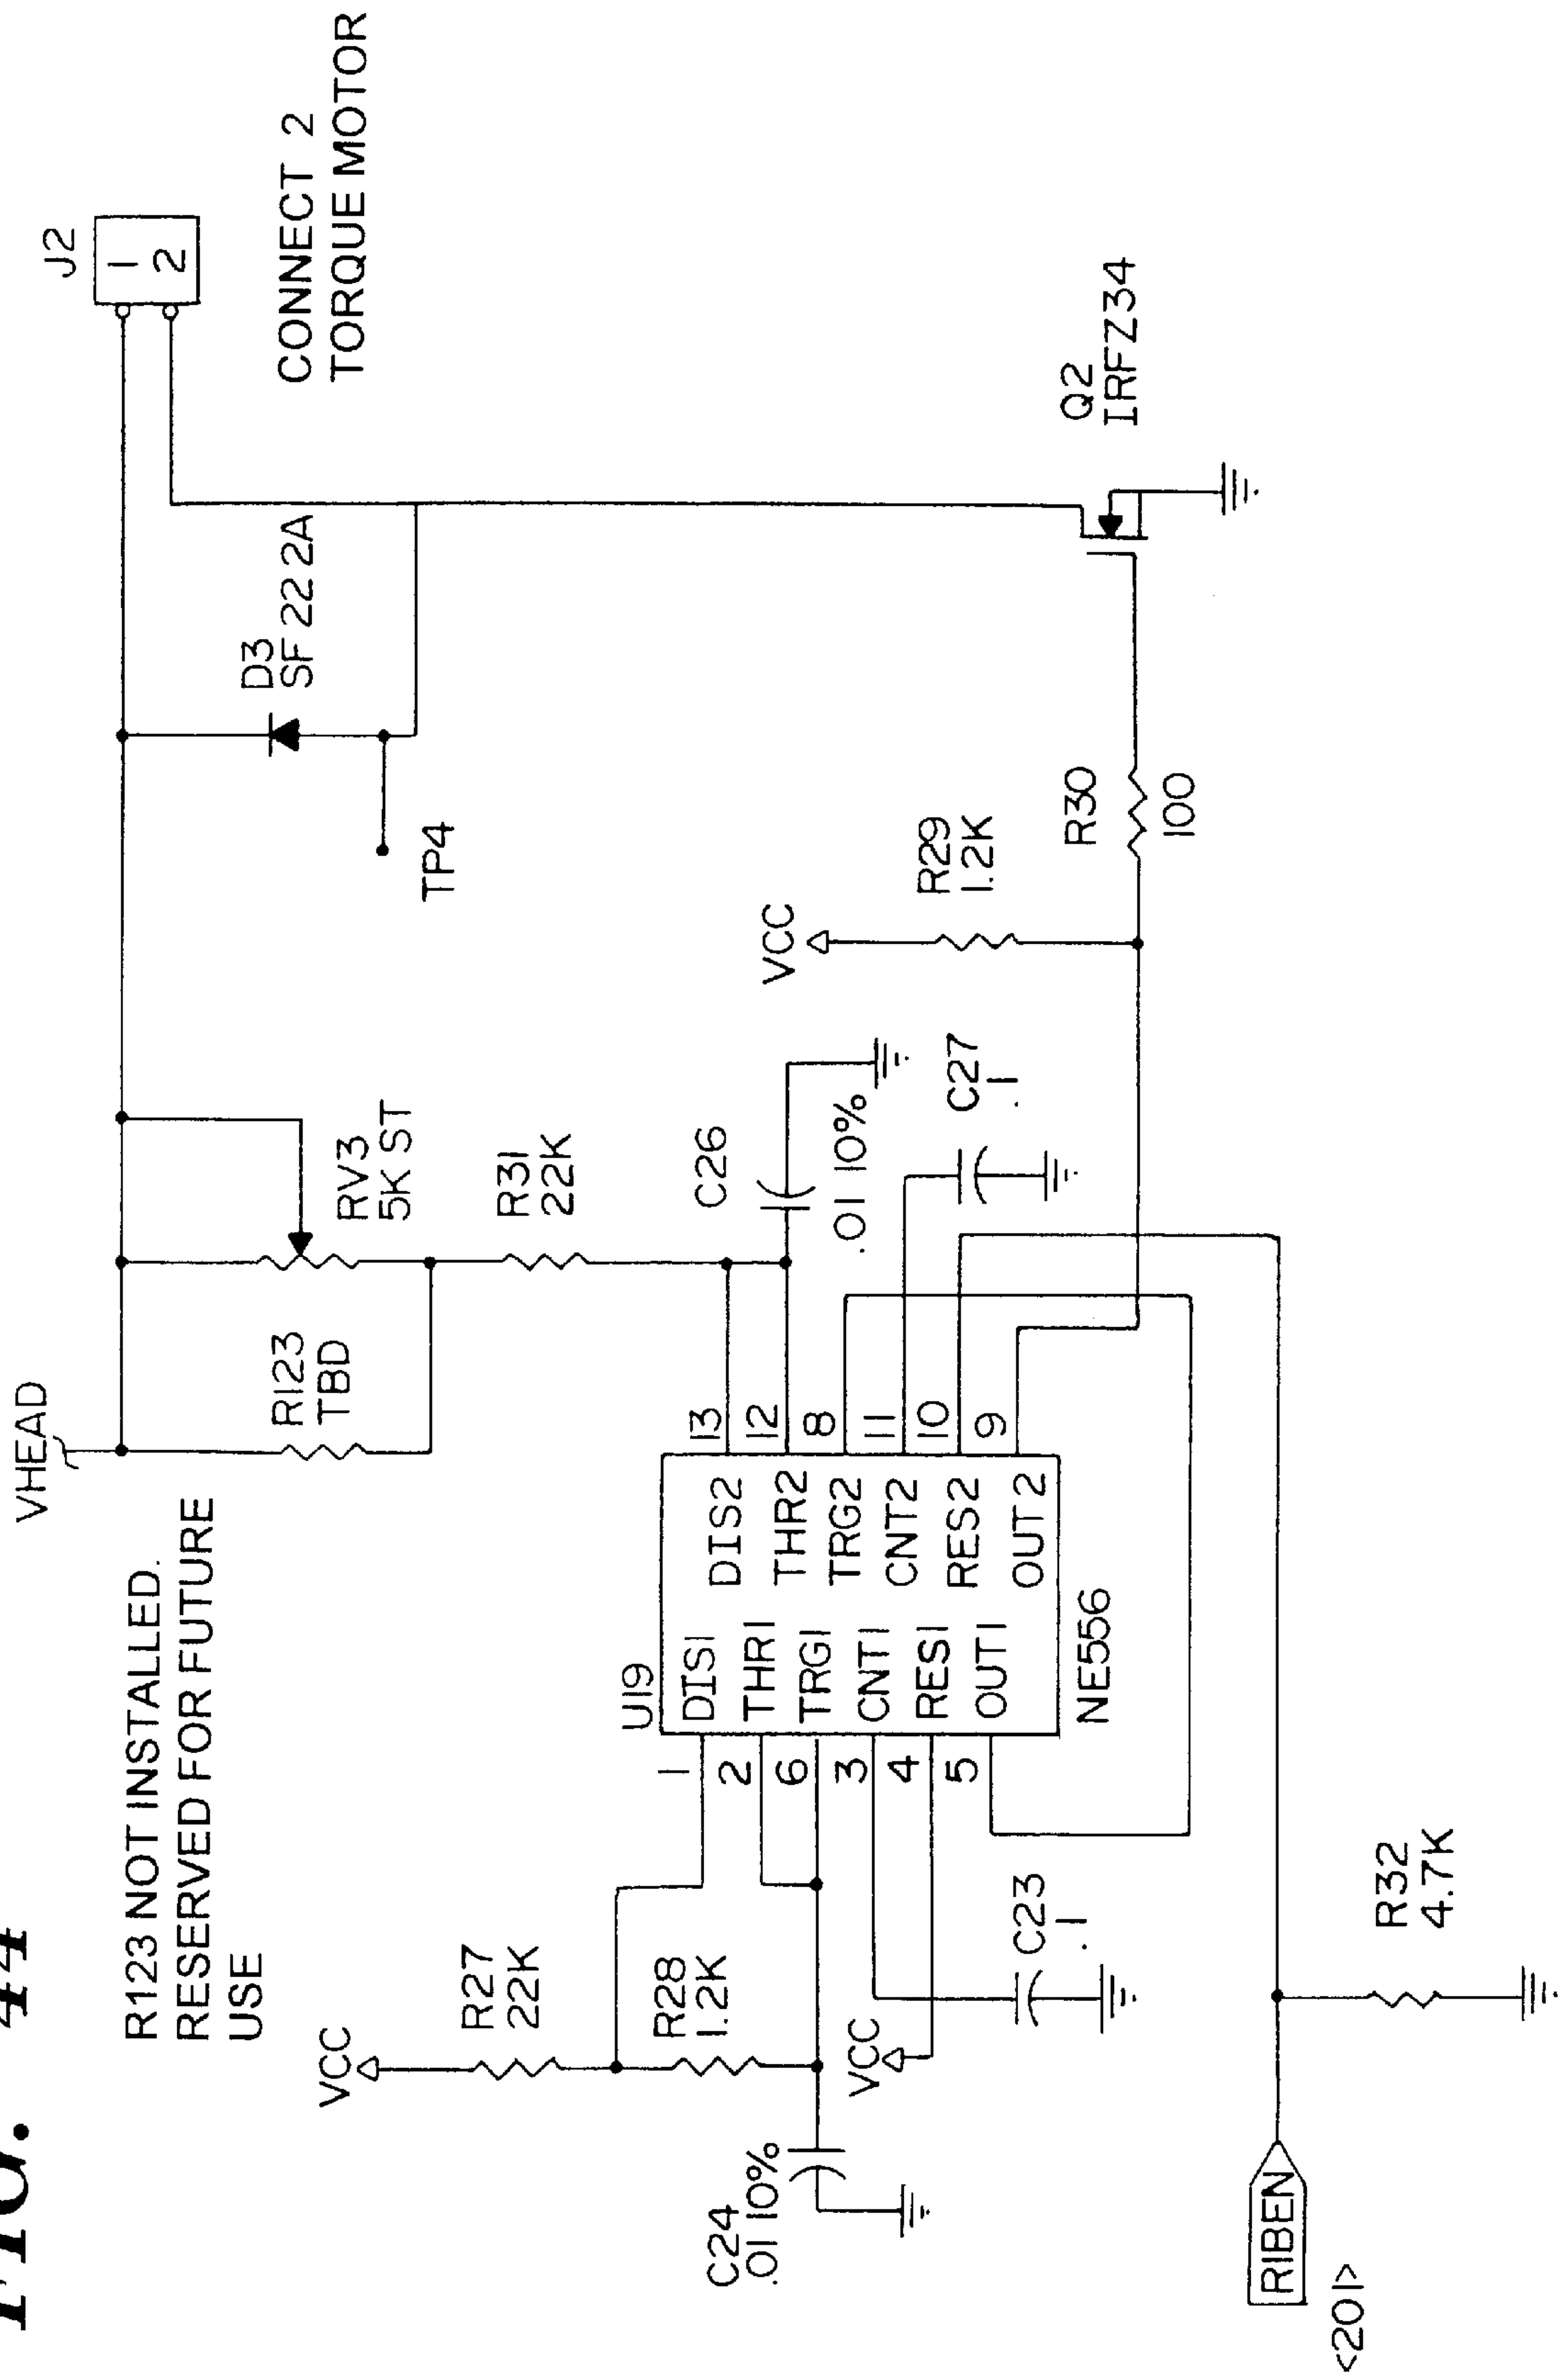 FIG. 44
R123 NOT INSTALLED.
RESERVED FOR FUTURE
USE
VHEAD
J2
1
2
CONNECT 2
TORQUE MOTOR
R123
TBD
RV3
5K ST
D3
SF22 2A
TP4
VCC
R27
22K
R31
22K
R28
1.2K
C24
.01 10%
VCC
C23
.1
U19
DIS1
THR1
TRG1
CNT1
RES1
OUT1
DIS2
THR2
TRG2
CNT2
RES2
OUT2
NE556
1
2
6
3
4
5
13
12
8
11
10
9
C26
.01 10%
C27
.1
VCC
R29
1.2K
R30
100
Q2
IRFZ34
RIBEN
<201>
R32
4.7K